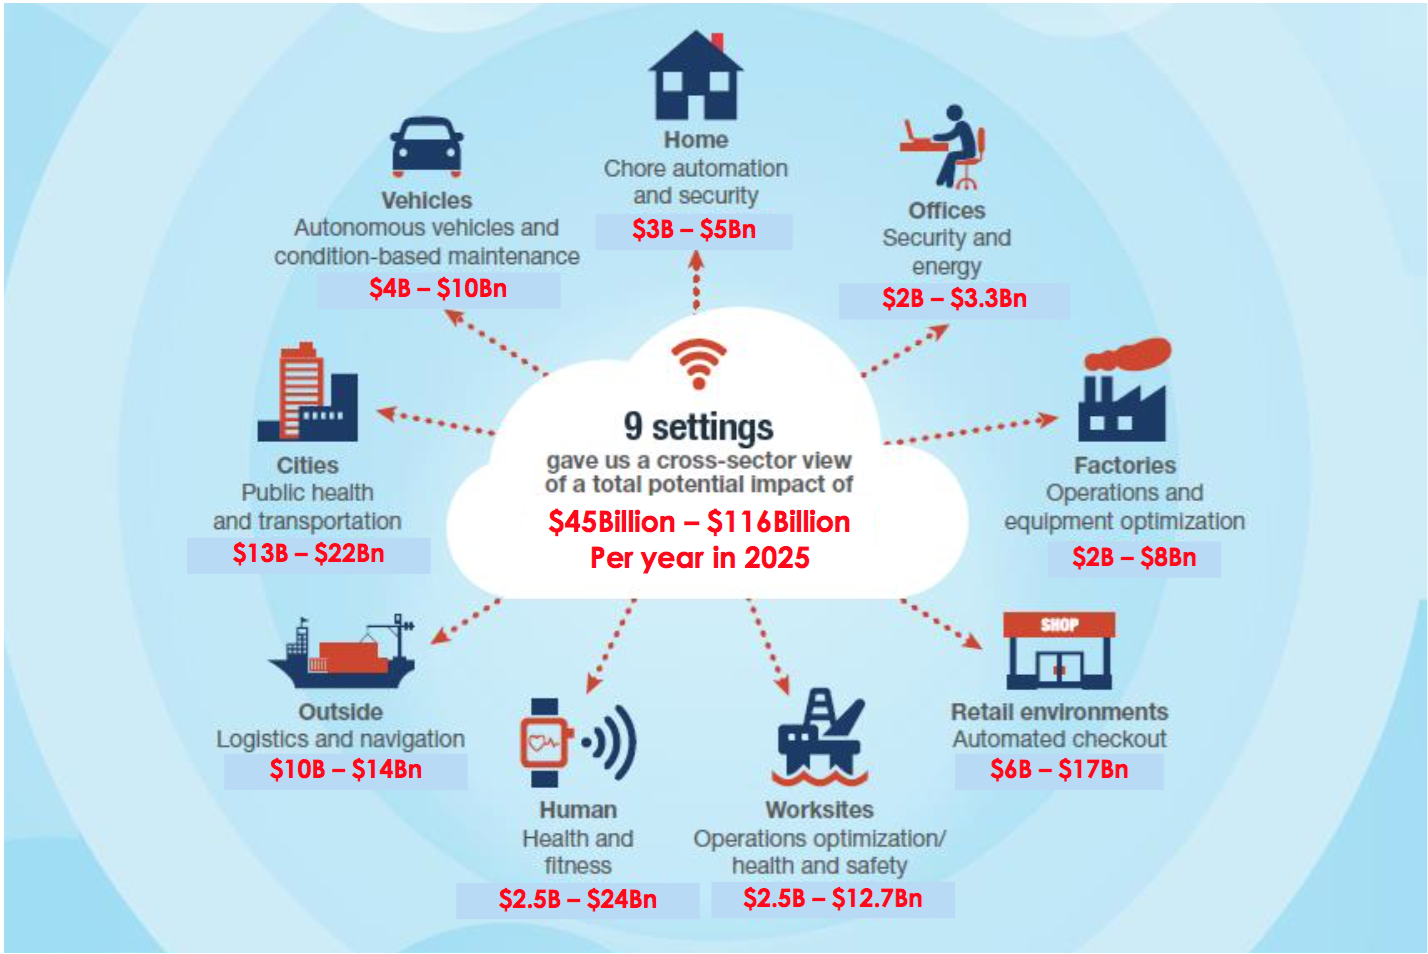 Home
Chore automation
and security
$3B – $5Bn
Vehicles
Autonomous vehicles and
condition-based maintenance
$4B – $10Bn
Offices
Security and
energy
$2B – $3.3Bn
9 settings
gave us a cross-sector view
of a total potential impact of
$45Billion – $116Billion
Per year in 2025
Cities
Public health
and transportation
$13B – $22Bn
Factories
Operations and
equipment optimization
$2B – $8Bn
Outside
Logistics and navigation
$10B – $14Bn
SHOP
Retail environments
Automated checkout
$6B – $17Bn
Human
Health and
fitness
$2.5B – $24Bn
Worksites
Operations optimization/
health and safety
$2.5B – $12.7Bn